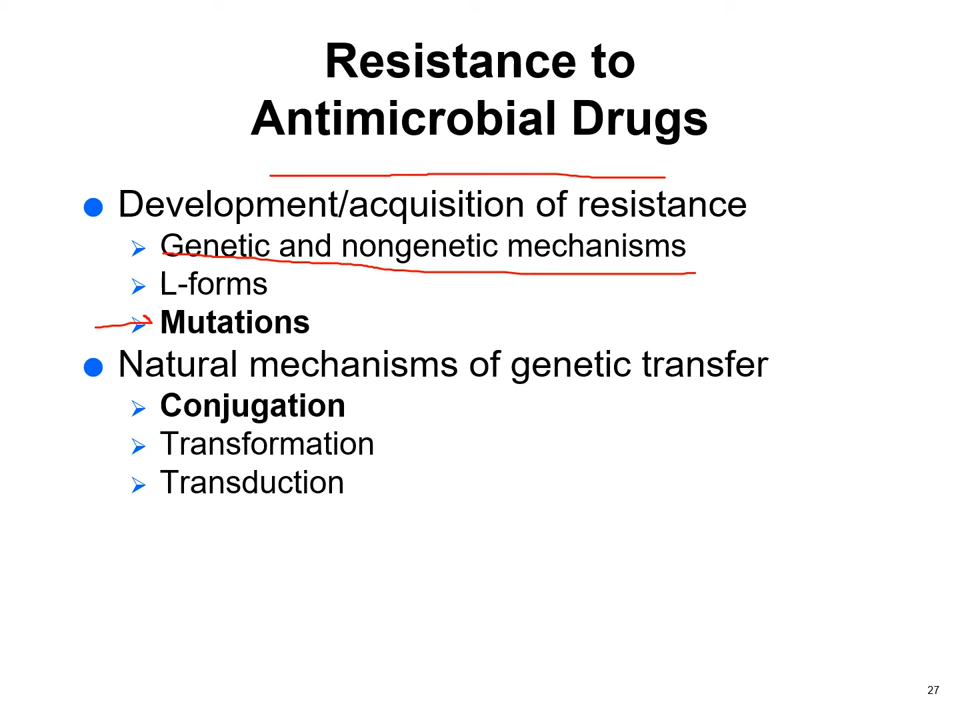 Resistance to
Antimicrobial Drugs
Development/acquisition of resistance
Genetic and nongenetic mechanisms
L-forms
Mutations
Natural mechanisms of genetic transfer
Conjugation
Transformation
Transduction
27